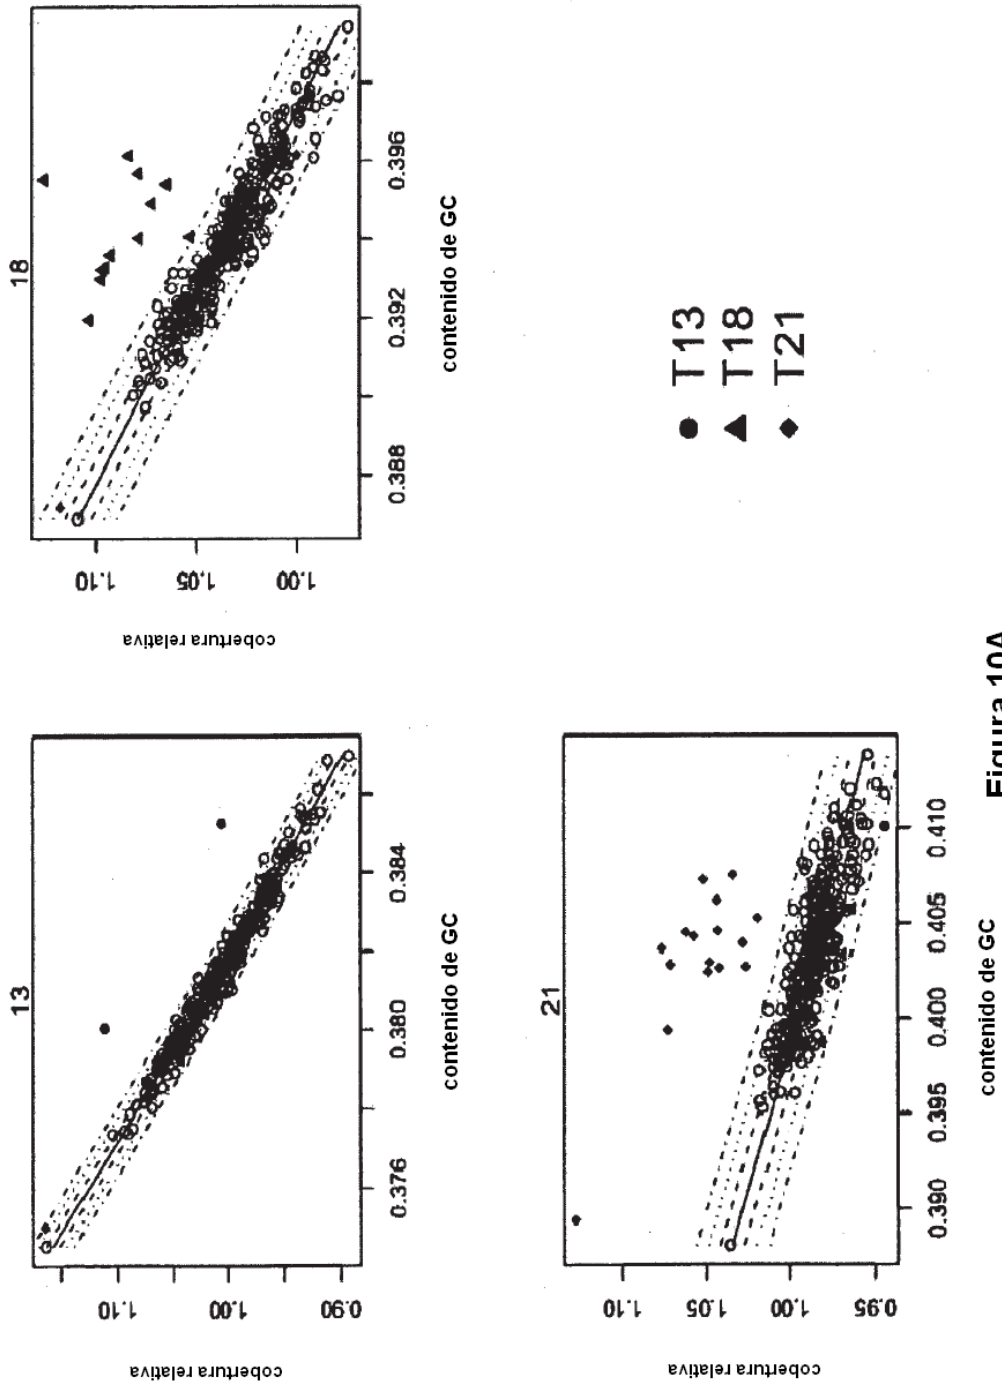 13
1.10
1.00
0.90
cobertura relativa
0.376
0.380
0.384
contenido de GC
18
1.10
1.05
1.00
cobertura relativa
0.388
0.392
0.396
contenido de GC
21
1.10
1.05
1.00
0.95
cobertura relativa
0.390
0.395
0.400
0.405
0.410
contenido de GC
T13
T18
T21
Figura 10A